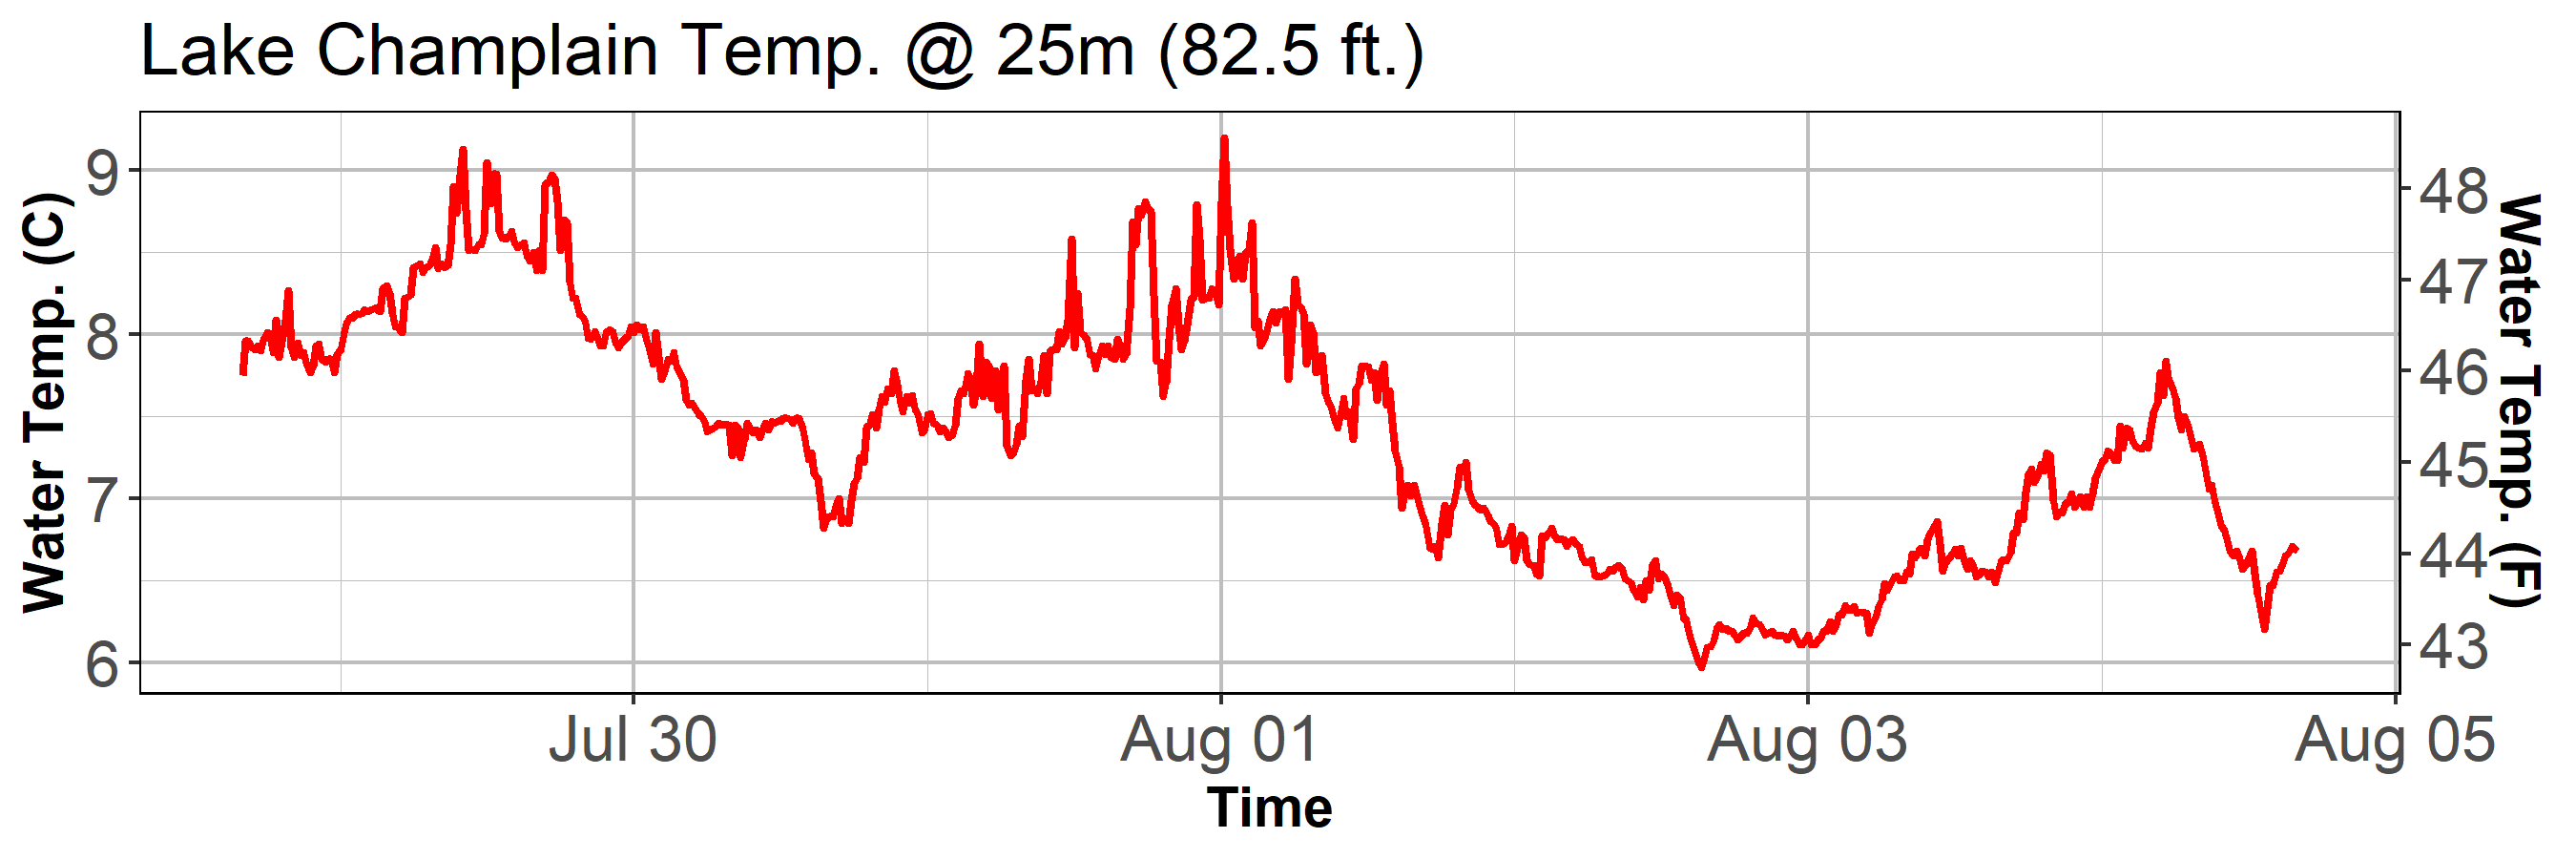 Lake Champlain Temp. @ 25m (82.5 ft.)
Water Temp. (C)
9
8
7
6
48
47
46
45
44
43
Water Temp. (F)
Jul 30
Aug 01
Aug 03
Aug 05
Time